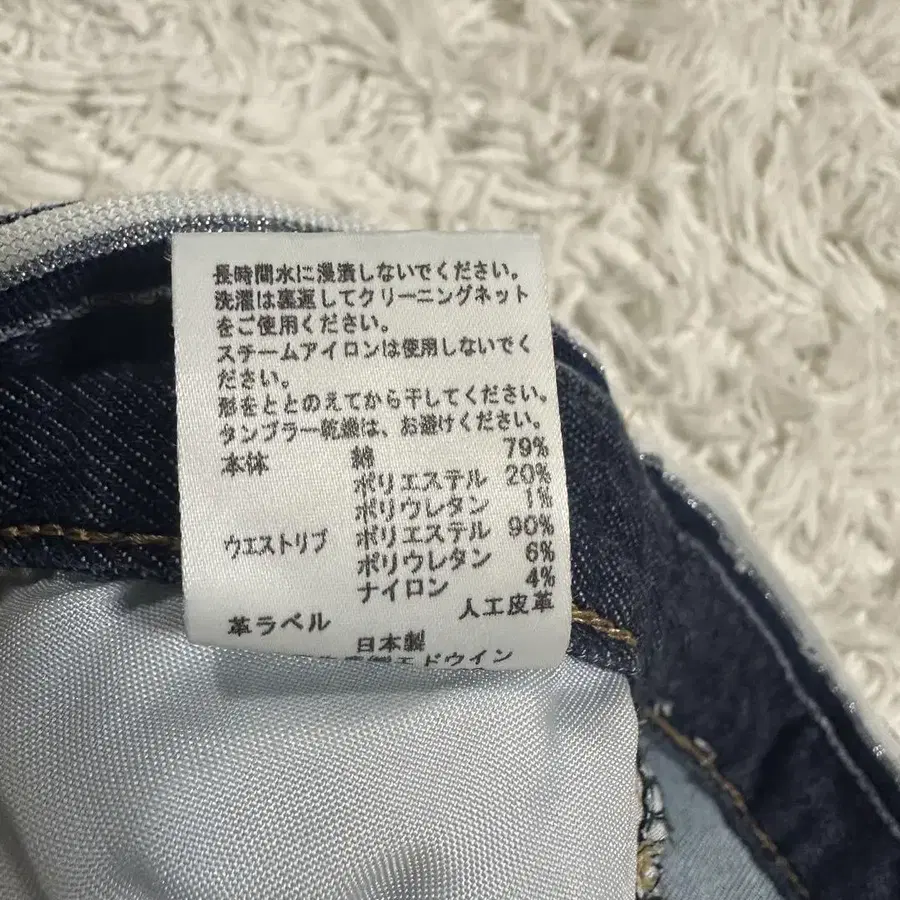 長時間水に浸漬しないでください。
洗濯は裏返してクリーニングネット
をご使用ください。
スチームアイロンは使用しないでく
ださい。
形をととのえてから干してください。
タンブラー乾燥は、お避けください。
本体 綿 79%
ポリエステル 20%
ポリウレタン 1%
ウエストリブ ポリエステル 90%
ポリウレタン 6%
ナイロン 4%
革ラベル 人工皮革
日本製
エドウイン